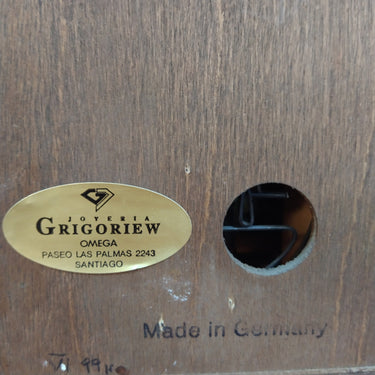 JOYERIA
GRIGORIEW
OMEGA
PASEO LAS PALMAS 2243
SANTIAGO
Made in Germany